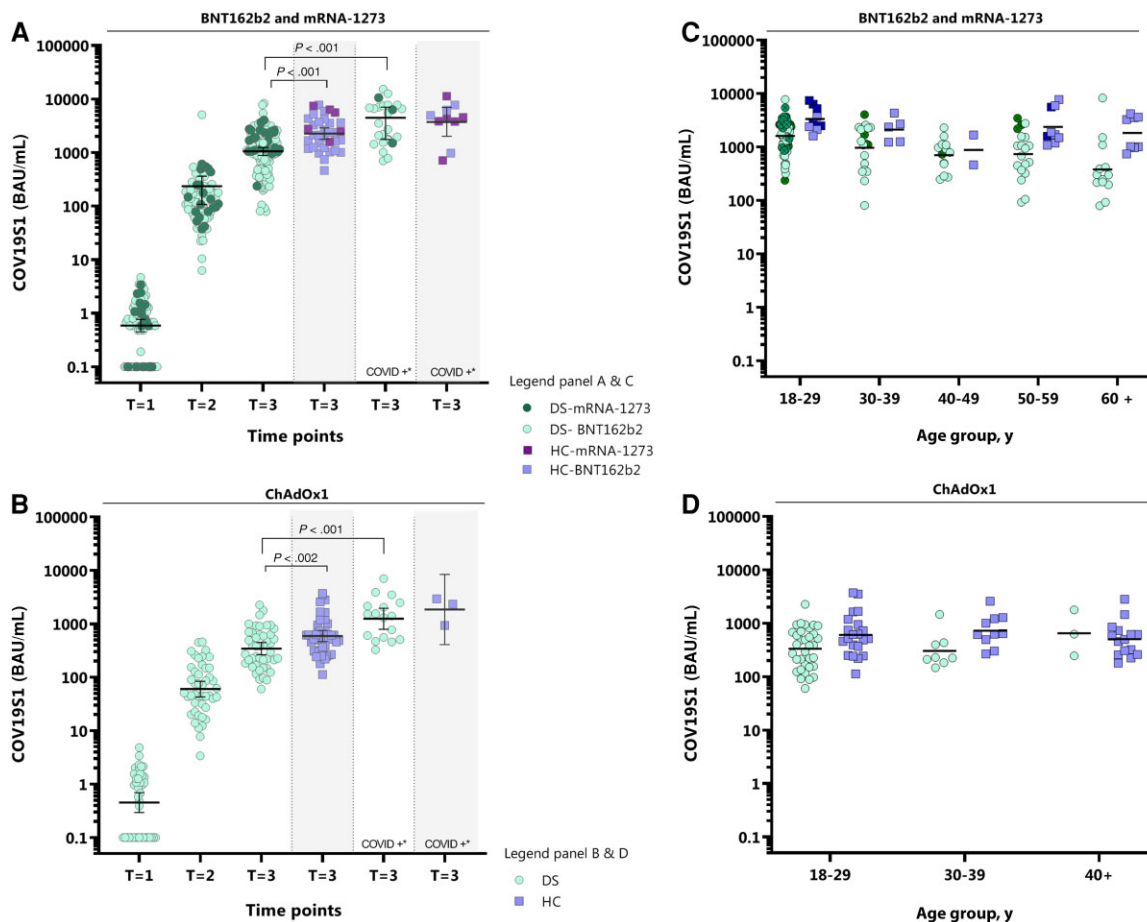 A
BNT162b2 and mRNA-1273
COV19S1 (BAU/mL)
100000
10000
1000
100
10
1
0.1
P < .001
P < .001
COVID +*
COVID +*
T=1
T=2
T=3
T=3
T=3
T=3
Time points
Legend panel A & C
DS-mRNA-1273
DS- BNT162b2
HC-mRNA-1273
HC-BNT162b2
C
BNT162b2 and mRNA-1273
COV19S1 (BAU/mL)
100000
10000
1000
100
10
1
0.1
18-29
30-39
40-49
50-59
60 +
Age group, y
B
ChAdOx1
COV19S1 (BAU/mL)
100000
10000
1000
100
10
1
0.1
P < .001
P < .002
COVID +*
COVID +*
T=1
T=2
T=3
T=3
T=3
T=3
Time points
Legend panel B & D
DS
HC
D
ChAdOx1
COV19S1 (BAU/mL)
100000
10000
1000
100
10
1
0.1
18-29
30-39
40+
Age group, y